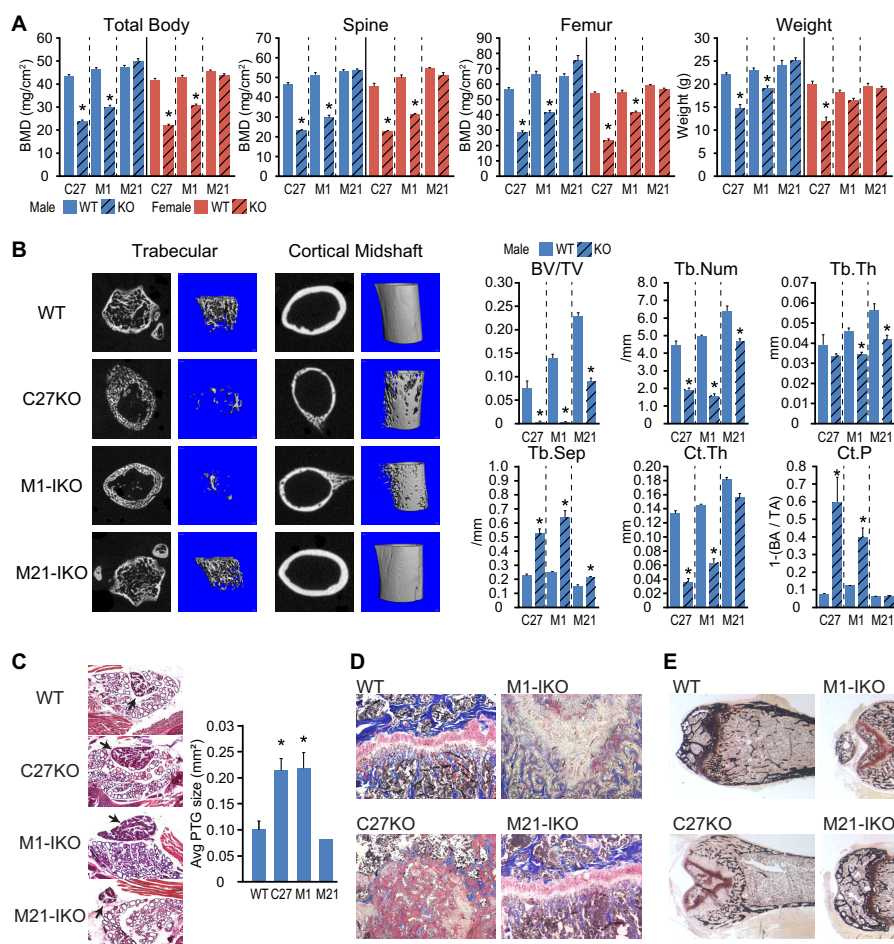 A
Total Body
Spine
Femur
Weight
BMD (mg/cm²)
60
50
40
30
20
10
0
* * * *
C27 M1 M21 C27 M1 M21
BMD (mg/cm²)
70
60
50
40
30
20
10
0
* * * *
C27 M1 M21 C27 M1 M21
BMD (mg/cm²)
90
80
70
60
50
40
30
20
10
0
* * * *
C27 M1 M21 C27 M1 M21
Weight (g)
30
25
20
15
10
5
0
* * *
C27 M1 M21 C27 M1 M21
Male WT KO Female WT KO
B
Trabecular
Cortical Midshaft
WT
C27KO
M1-IKO
M21-IKO
Male WT KO
BV/TV
0.30
0.25
0.20
0.15
0.10
0.05
0
* * *
C27 M1 M21
Tb.Num
/mm
8.0
7.0
6.0
5.0
4.0
3.0
2.0
1.0
0
* * *
C27 M1 M21
Tb.Th
mm
0.08
0.07
0.06
0.05
0.04
0.03
0.02
0.01
0
* *
C27 M1 M21
Tb.Sep
/mm
1.0
0.8
0.6
0.4
0.2
0
* * *
C27 M1 M21
Ct.Th
mm
0.20
0.18
0.16
0.14
0.12
0.10
0.08
0.06
0.04
0.02
0
* *
C27 M1 M21
Ct.P
1-(BA / TA)
0.8
0.7
0.6
0.5
0.4
0.3
0.2
0.1
0
* *
C27 M1 M21
C
WT
C27KO
M1-IKO
M21-IKO
Avg PTG size (mm²)
0.30
0.25
0.20
0.15
0.10
0.05
0.00
* *
WT C27 M1 M21
D
WT
M1-IKO
C27KO
M21-IKO
E
WT
M1-IKO
C27KO
M21-IKO